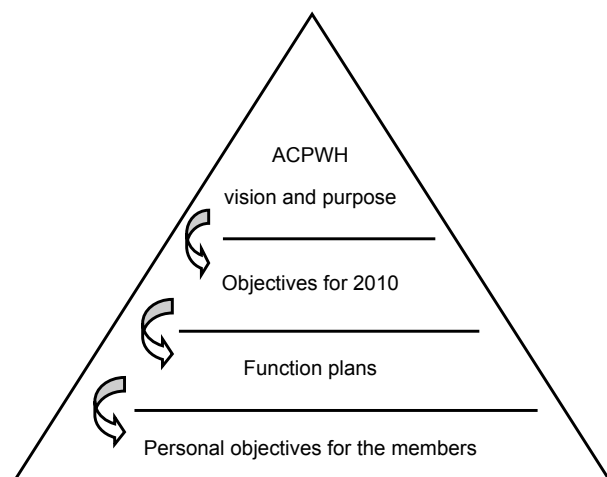 ACPWH
vision and purpose
Objectives for 2010
Function plans
Personal objectives for the members